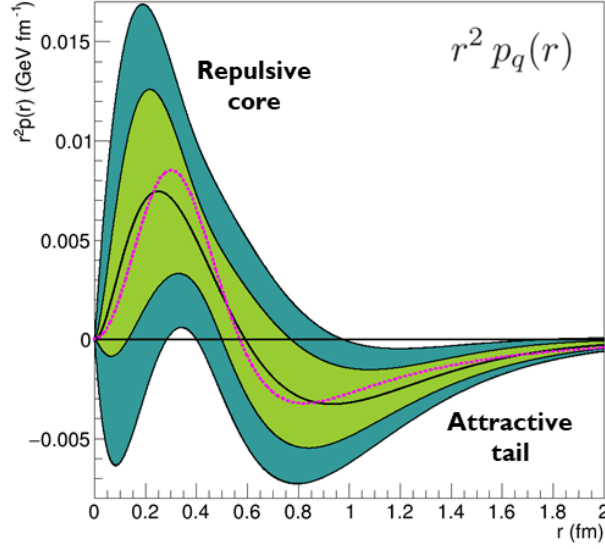 r² p_q(r)
Repulsive
core
Attractive
tail
r²p(r) (GeV fm⁻¹)
0.015
0.01
0.005
0
−0.005
0 0.2 0.4 0.6 0.8 1 1.2 1.4 1.6 1.8 2
r (fm)